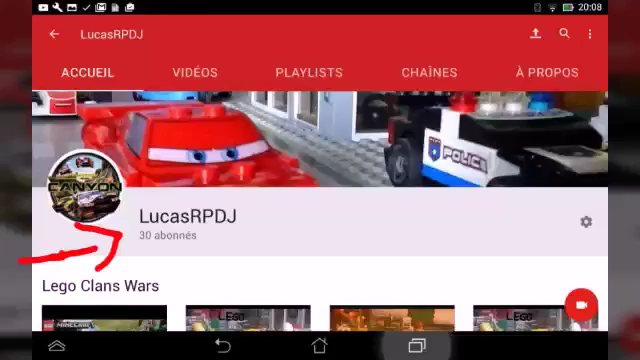 20:08
LucasRPDJ
ACCUEIL VIDÉOS PLAYLISTS CHAÎNES À PROPOS
POLICE
CANYON
LucasRPDJ
30 abonnés
Lego Clans Wars
LEGO MINECRAFT
LEGO
LEGO